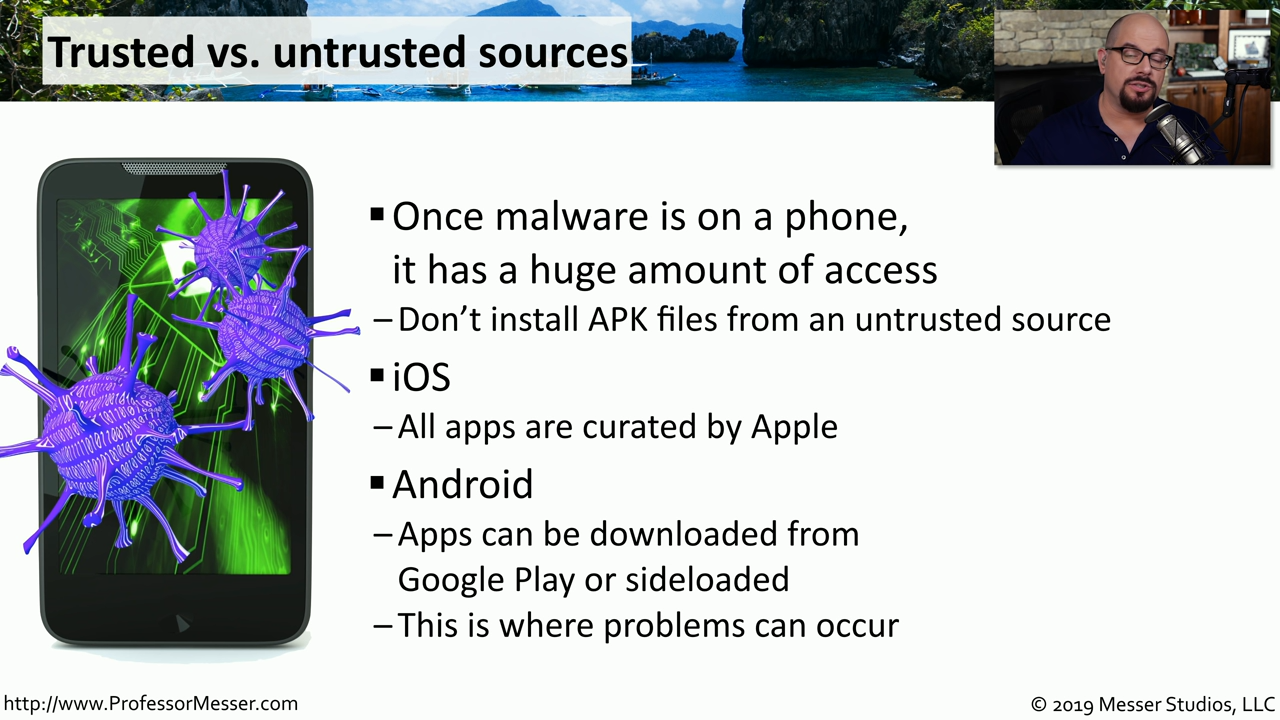 Trusted vs. untrusted sources
▪Once malware is on a phone,
it has a huge amount of access
–Don’t install APK files from an untrusted source
▪iOS
–All apps are curated by Apple
▪Android
–Apps can be downloaded from
Google Play or sideloaded
–This is where problems can occur
http://www.ProfessorMesser.com
© 2019 Messer Studios, LLC